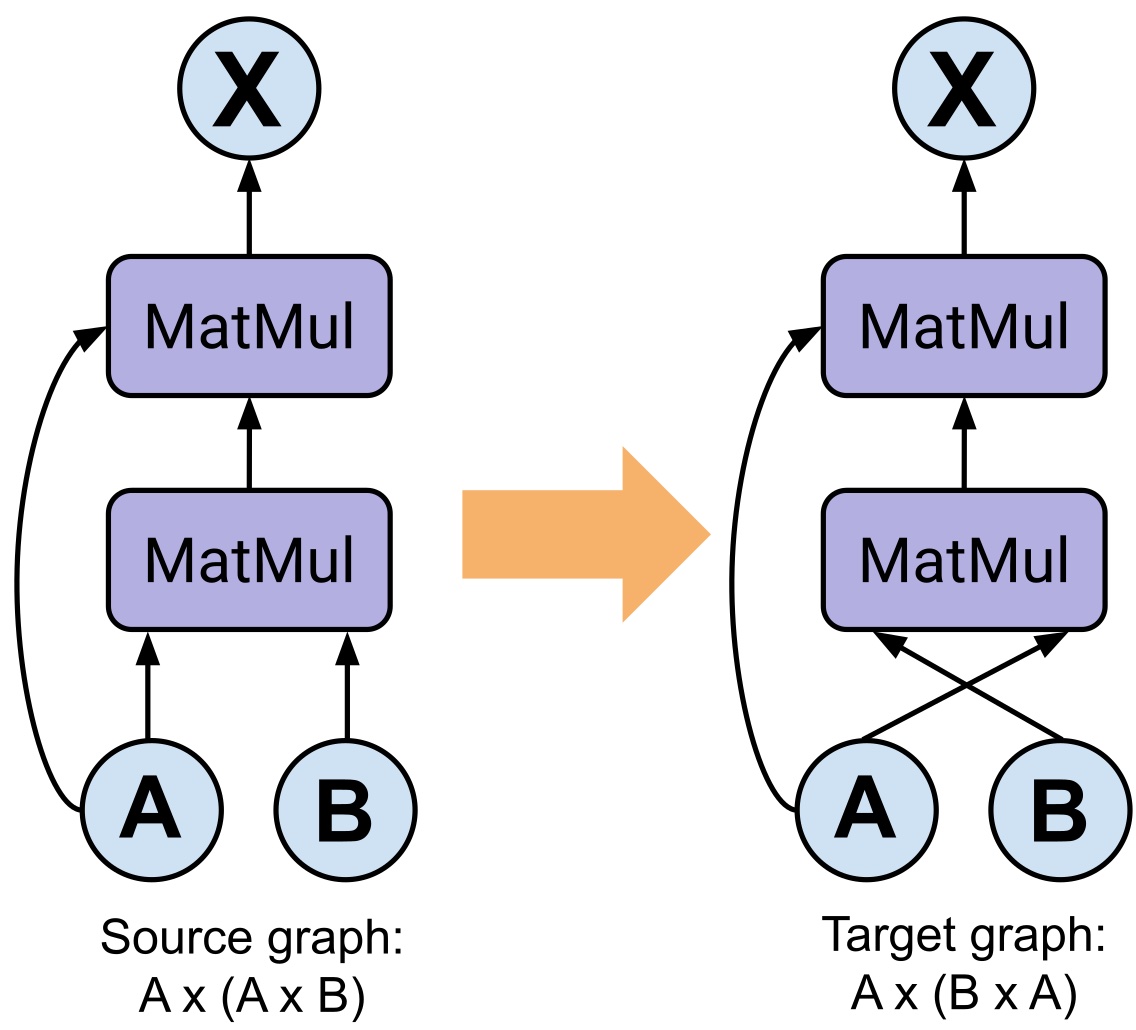 X
MatMul
MatMul
A
B
Source graph:
A x (A x B)
X
MatMul
MatMul
A
B
Target graph:
A x (B x A)